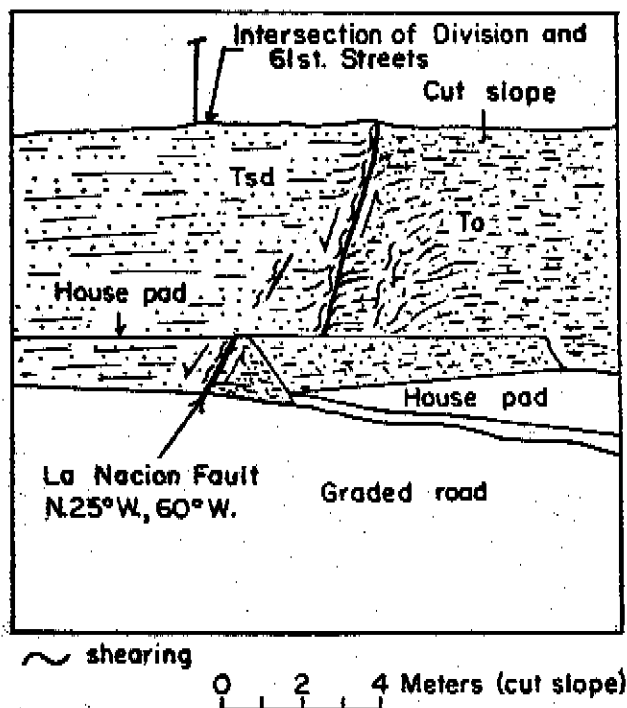 Intersection of Division and
61st. Streets
Cut slope
Tsd
To
House pad
House pad
La Nacion Fault
N.25°W., 60°W.
Graded road
shearing
0 2 4 Meters (cut slope)